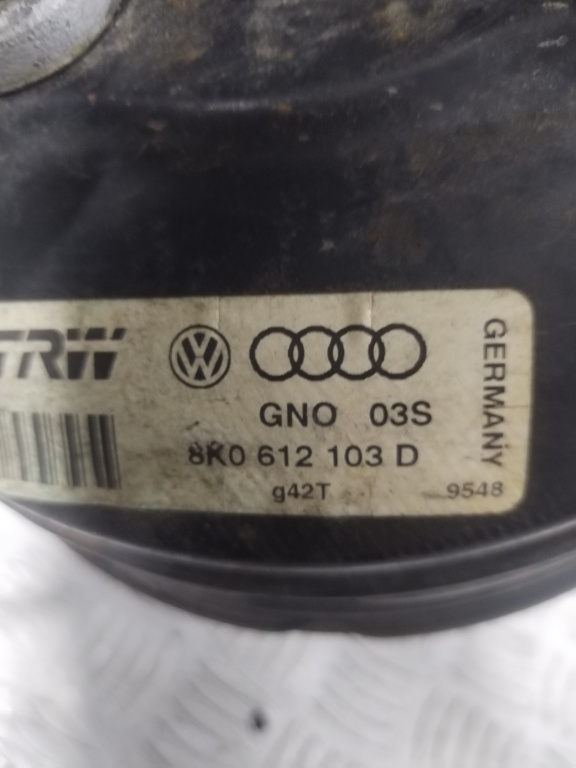 TRW
GERMANY
GNO 03S
8K0 612 103 D
g42T 9548